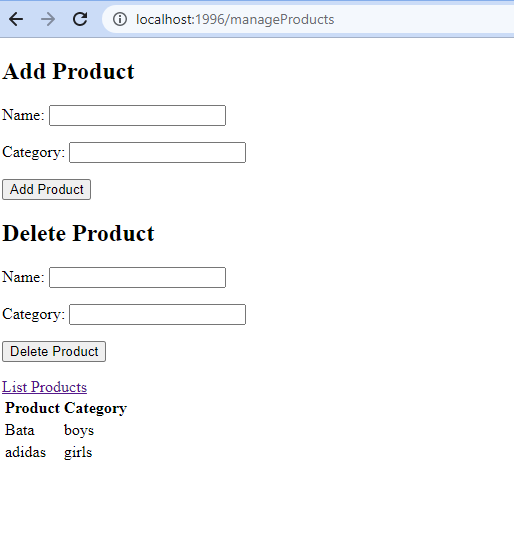 localhost:1996/manageProducts
Add Product
Name:
Category:
Add Product
Delete Product
Name:
Category:
Delete Product
List Products
Product Category
Bata boys
adidas girls